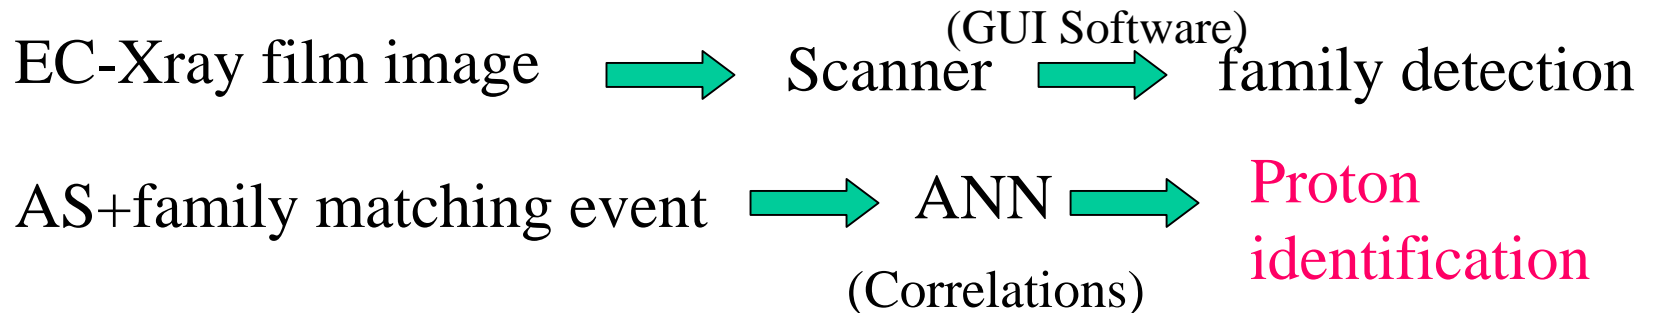 (GUI Software)
EC-Xray film image Scanner family detection
AS+family matching event ANN Proton
identification
(Correlations)